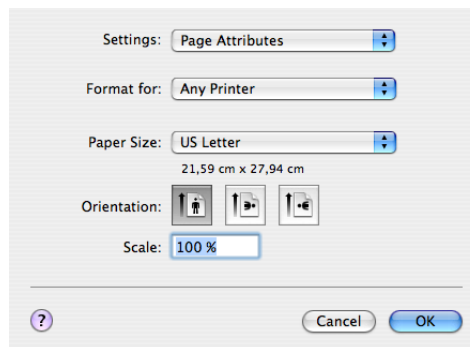 Settings: Page Attributes
Format for: Any Printer
Paper Size: US Letter
21,59 cm x 27,94 cm
Orientation:
Scale: 100 %
? Cancel OK